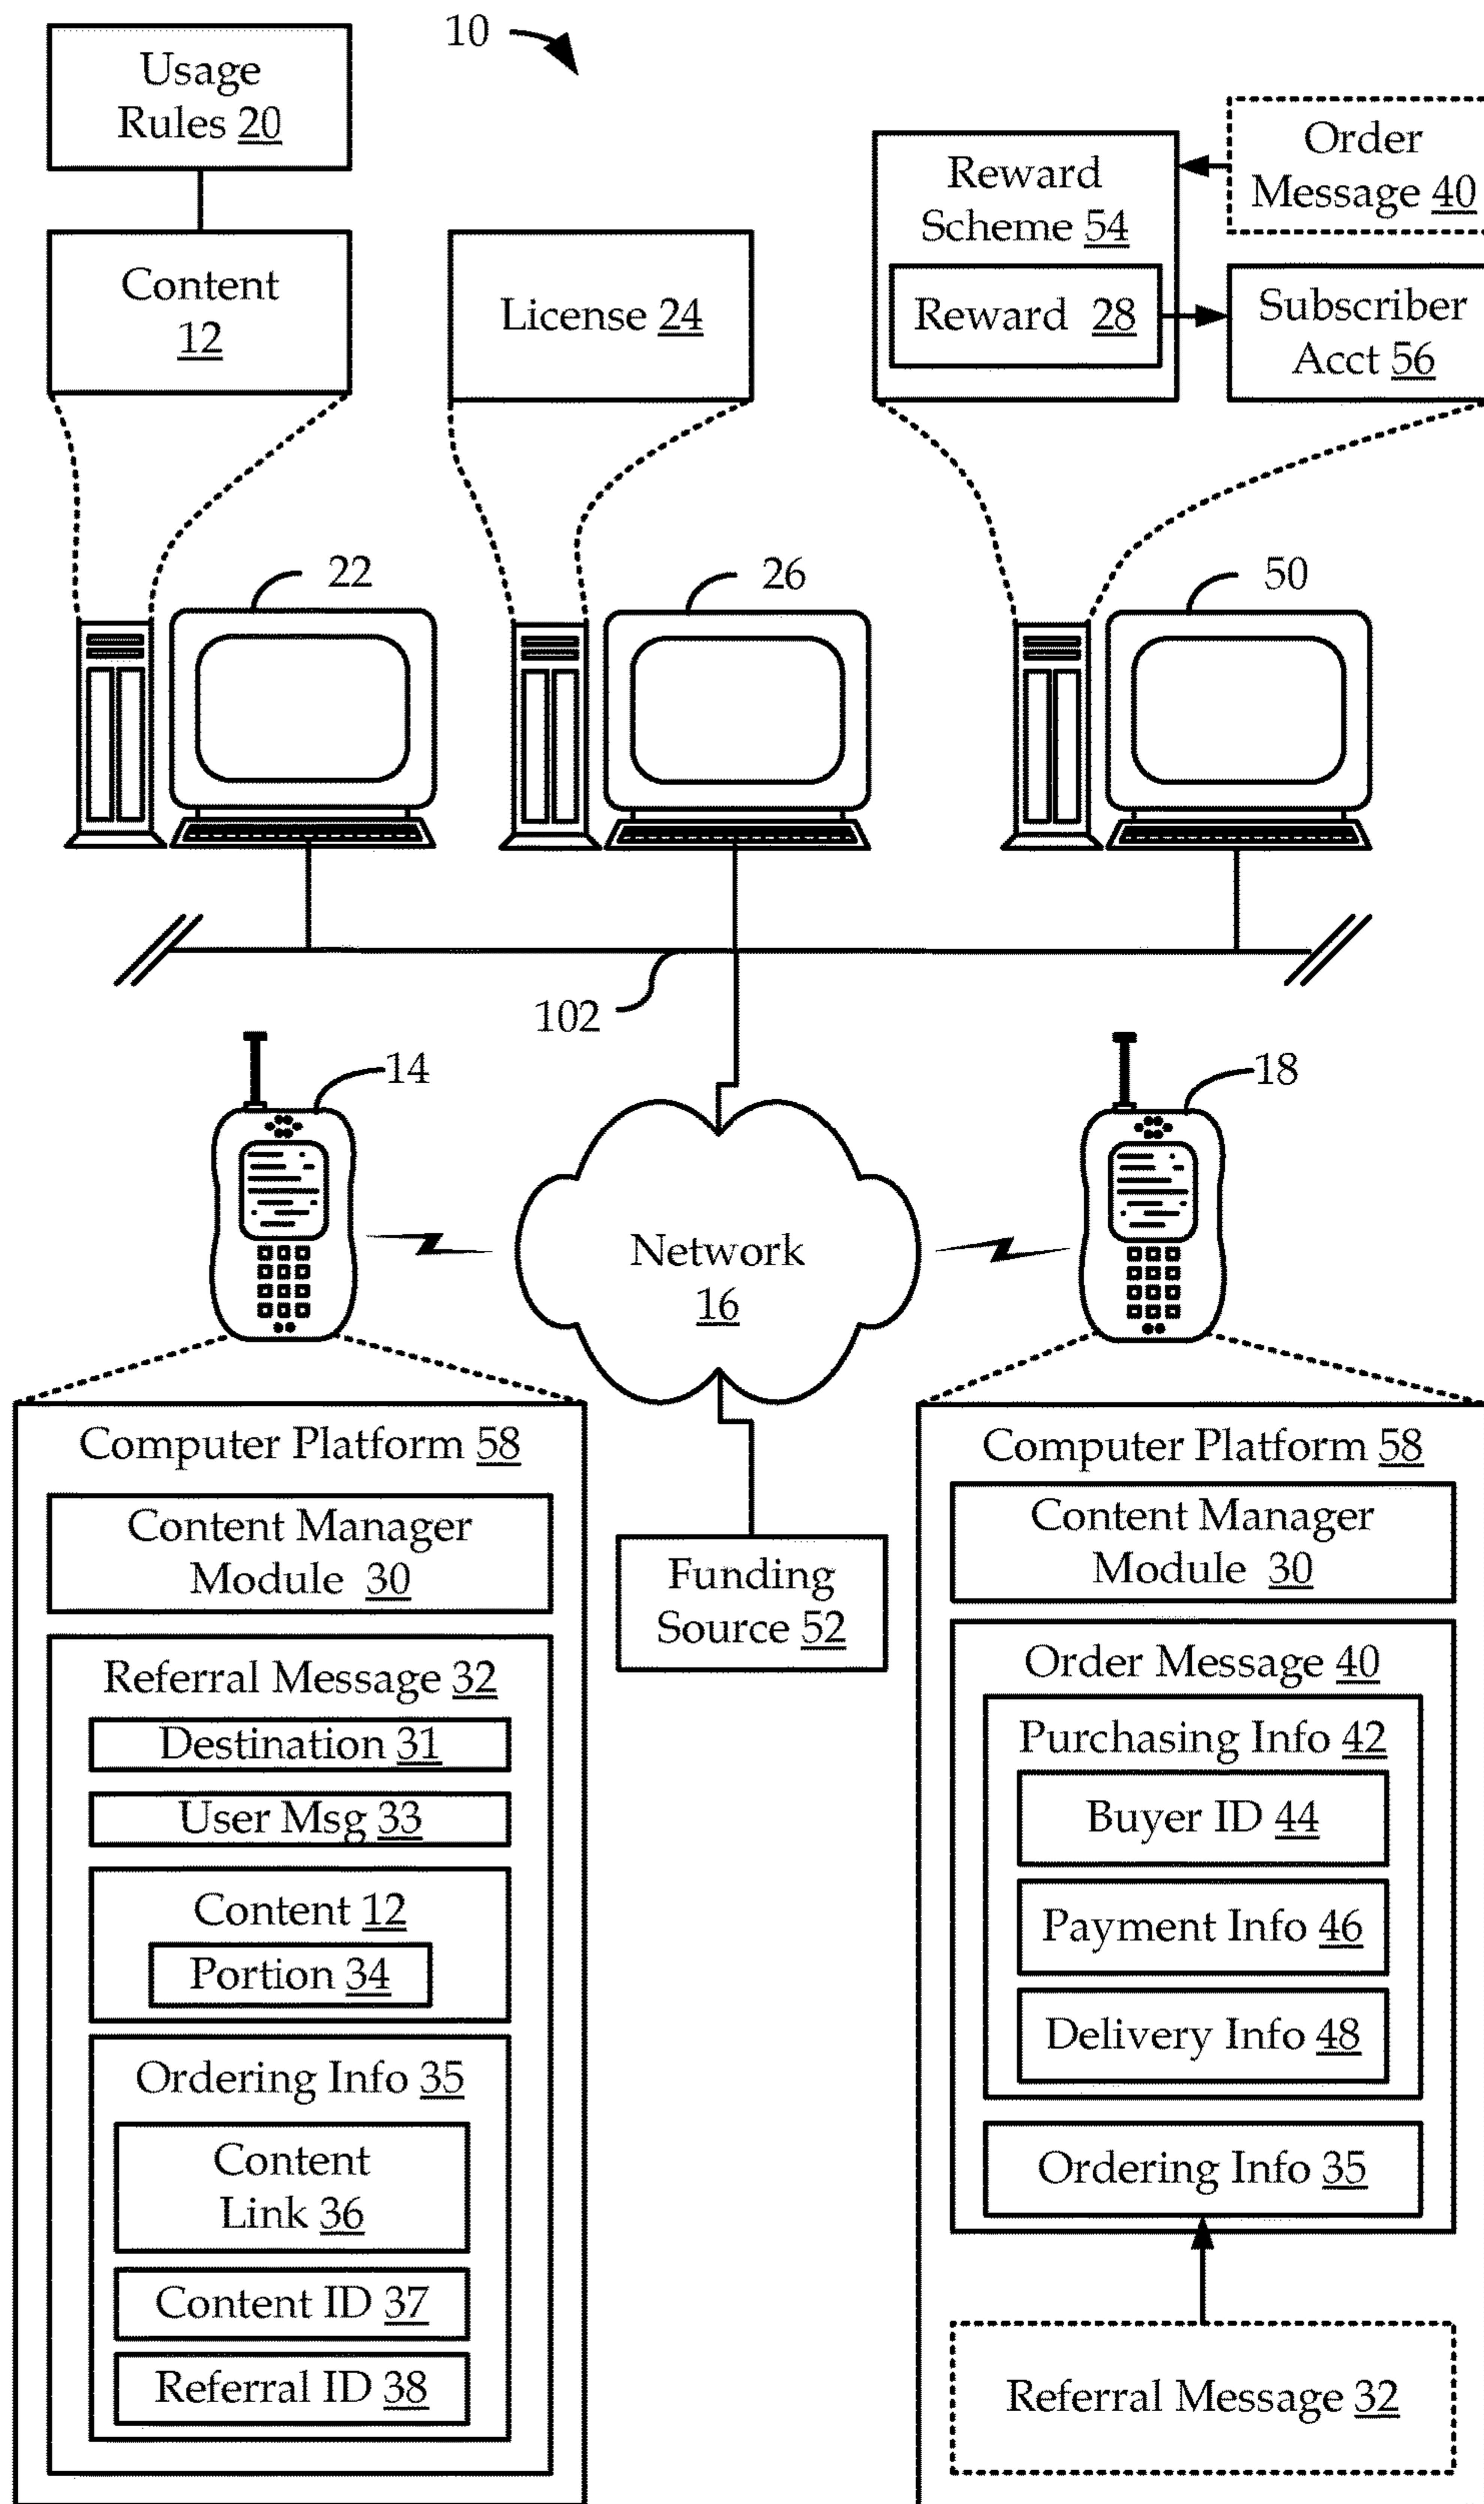 10
Usage
Rules 20
Order
Message 40
Reward
Scheme 54
Content
12
License 24
Reward 28
Subscriber
Acct 56
22
26
50
102
14
18
Network
16
Computer Platform 58
Content Manager
Module 30
Referral Message 32
Destination 31
User Msg 33
Content 12
Portion 34
Ordering Info 35
Content
Link 36
Content ID 37
Referral ID 38
Funding
Source 52
Computer Platform 58
Content Manager
Module 30
Order Message 40
Purchasing Info 42
Buyer ID 44
Payment Info 46
Delivery Info 48
Ordering Info 35
Referral Message 32